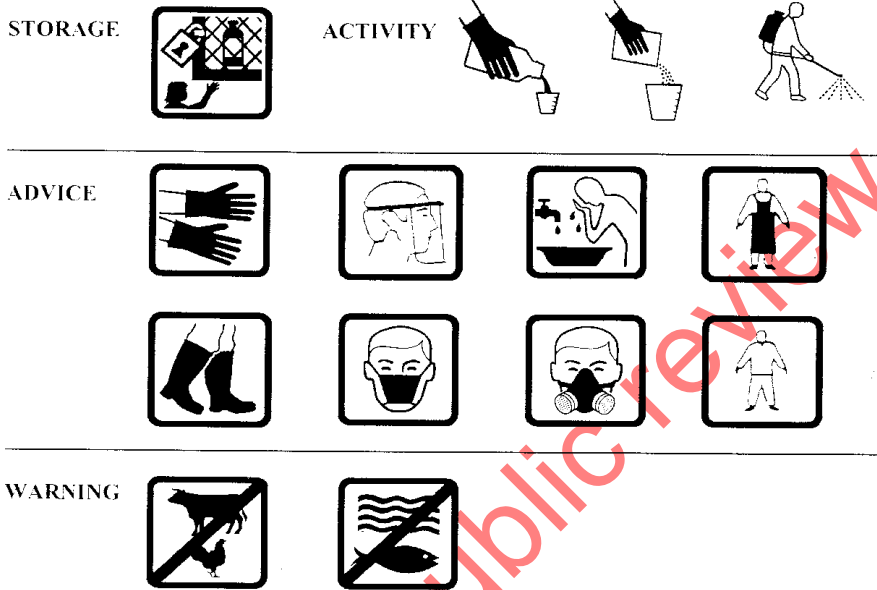 STORAGE
ACTIVITY
ADVICE
WARNING
ublic review